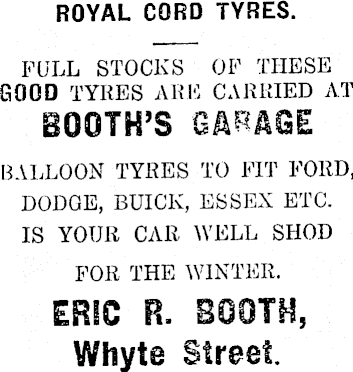 ROYAL CORD TYRES.
FULL STOCKS OF THESE
GOOD TYRES ARE CARRIED AT
BOOTH'S GARAGE
BALLOON TYRES TO FIT FORD,
DODGE, BUICK, ESSEX ETC.
IS YOUR CAR WELL SHOD
FOR THE WINTER.
ERIC R. BOOTH,
Whyte Street.